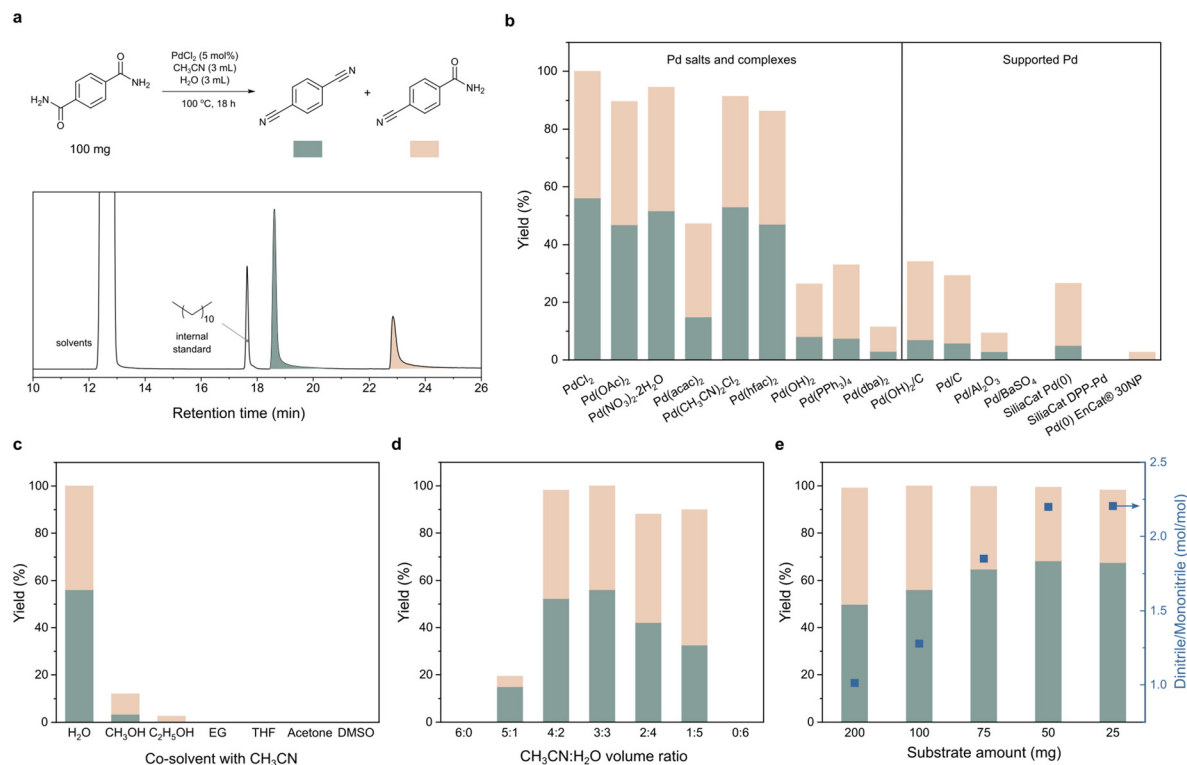 a
PdCl2 (5 mol%)
CH3CN (3 mL)
H2O (3 mL)
100 °C, 18 h
O
NH2
H2N
O
100 mg
CN
N
+
O
NH2
N
solvents
10
internal
standard
10 12 14 16 18 20 22 24 26
Retention time (min)
b
Pd salts and complexes
Supported Pd
Yield (%)
100
80
60
40
20
0
PdCl2
Pd(OAc)2
Pd(NO3)2·2H2O
Pd(acac)2
Pd(CH3CN)2Cl2
Pd(hfac)2
Pd(OH)2
Pd(PPh3)4
Pd(dba)2
Pd(OH)2/C
Pd/C
Pd/Al2O3
Pd/BaSO4
SiliaCat Pd(0)
SiliaCat DPP-Pd
Pd(0) EnCat® 30NP
c
Yield (%)
100
80
60
40
20
0
H2O CH3OH C2H5OH EG THF Acetone DMSO
Co-solvent with CH3CN
d
Yield (%)
100
80
60
40
20
0
6:0 5:1 4:2 3:3 2:4 1:5 0:6
CH3CN:H2O volume ratio
e
Yield (%)
100
80
60
40
20
0
200 100 75 50 25
Substrate amount (mg)
2.5
2.0
1.5
1.0
Dinitrile/Mononitrile (mol/mol)